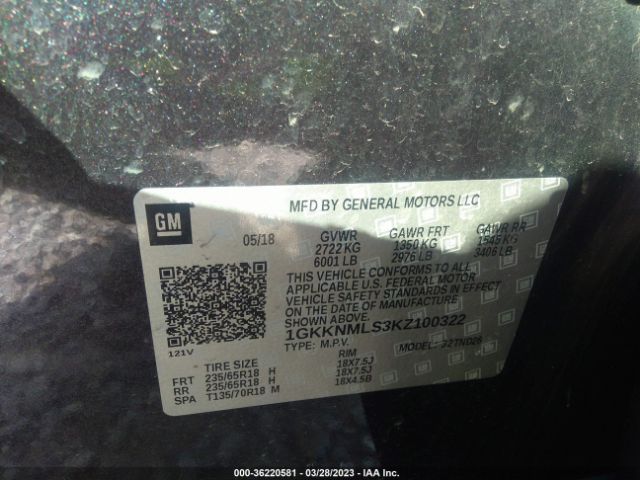 MFD BY GENERAL MOTORS LLC
GM
05/18
GVWR GAWR FRT GAWR RR
2722 KG 1350 KG 1545 KG
6001 LB 2976 LB 3406 LB
THIS VEHICLE CONFORMS TO ALL
APPLICABLE U.S. FEDERAL MOTOR
VEHICLE SAFETY STANDARDS IN EFFECT
ON THE DATE OF MANUFACTURE
SHOWN ABOVE.
1GKKNMLS3KZ100322
TYPE: M.P.V. MODEL: 32TND26
121V
TIRE SIZE RIM
FRT 235/65R18 H 18X7.5J
RR 235/65R18 H 18X7.5J
SPA T135/70R18 M 18X4.5B
000-36220581 - 03/28/2023 - IAA Inc.